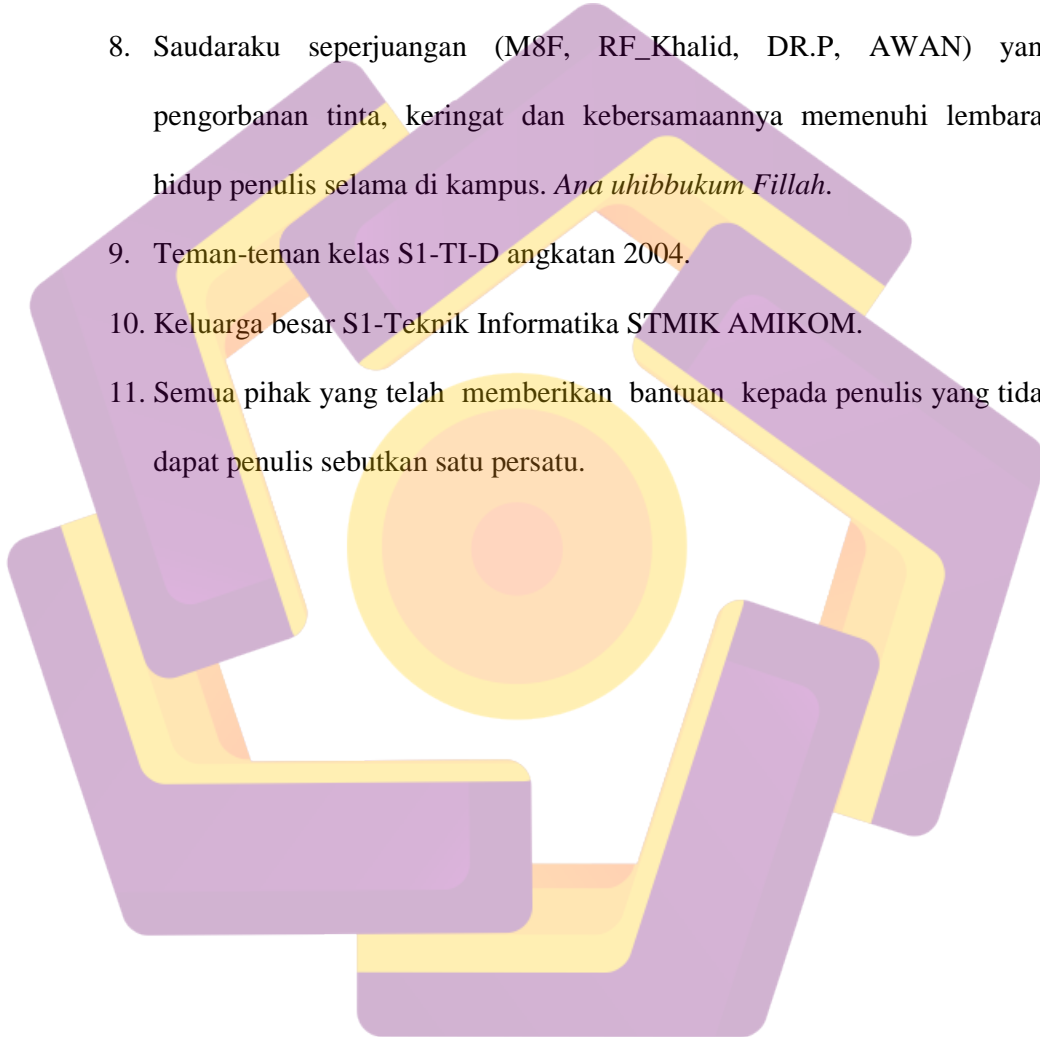 8. Saudaraku seperjuangan (M8F, RF_Khalid, DR.P, AWAN) yan
pengorbanan tinta, keringat dan kebersamaannya memenuhi lembara
hidup penulis selama di kampus. Ana uhibbukum Fillah.
9. Teman-teman kelas S1-TI-D angkatan 2004.
10. Keluarga besar S1-Teknik Informatika STMIK AMIKOM.
11. Semua pihak yang telah memberikan bantuan kepada penulis yang tida
dapat penulis sebutkan satu persatu.